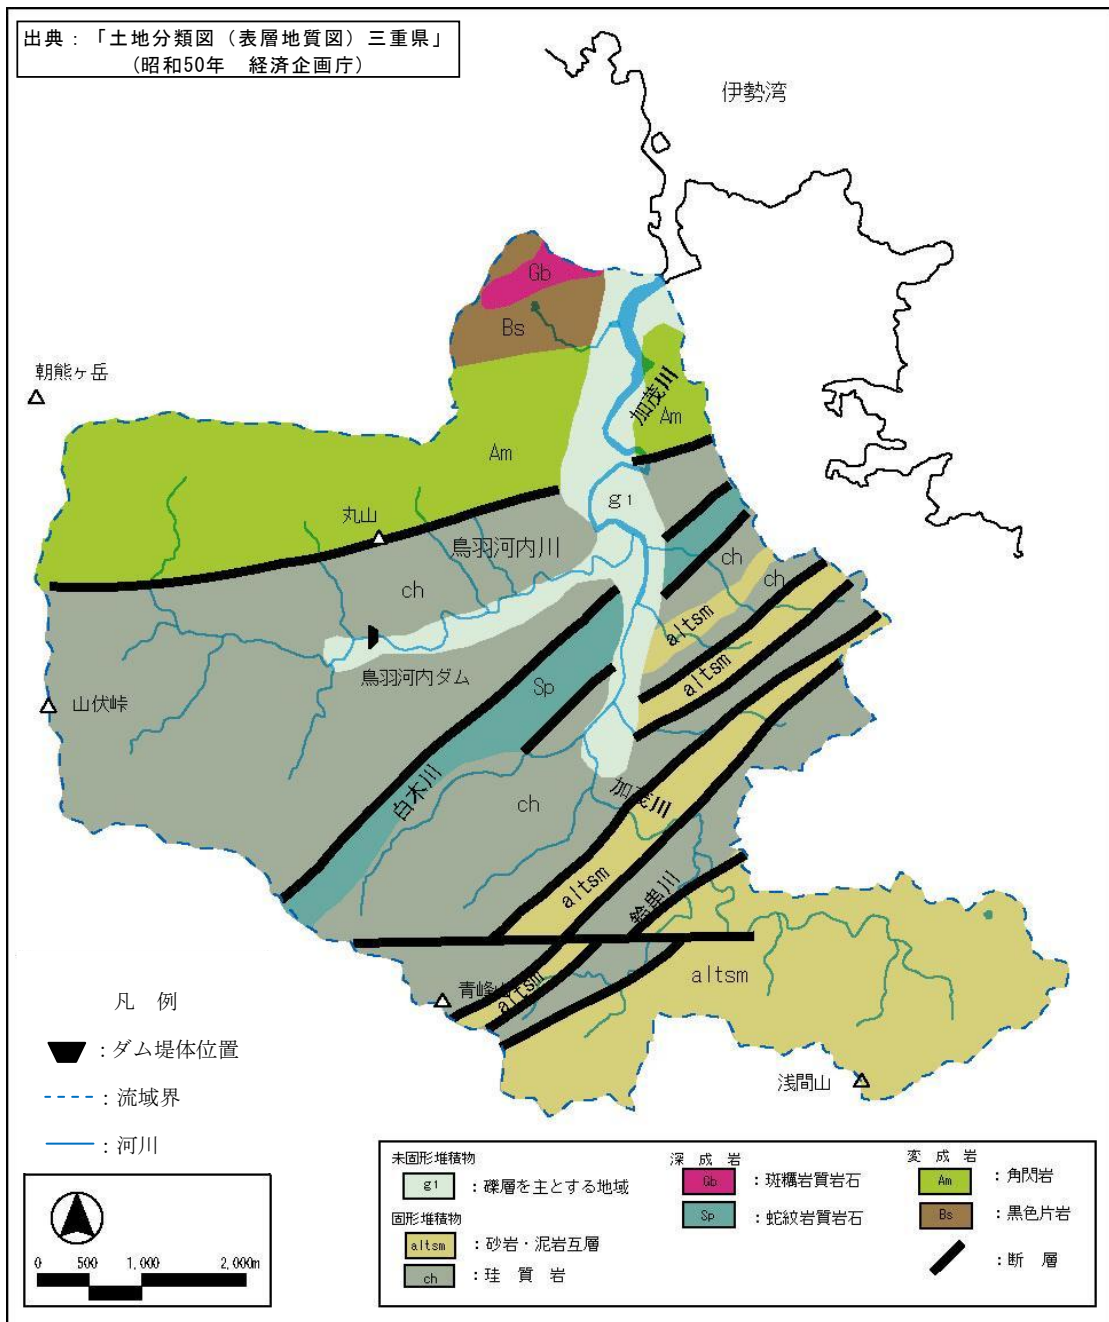 出典：「土地分類図（表層地質図）三重県」
(昭和50年　経済企画庁)
伊勢湾
Gb
Bs
朝熊ヶ岳
加茂川
Am
Am
g1
丸山
鳥羽河内川
ch
ch
ch
altsm
鳥羽河内ダム
altsm
Sp
山伏峠
白木川
ch
加茂川
altsm
鈴串川
altsm
青峰山
altsm
浅間山
凡　例
：ダム堤体位置
：流域界
：河川
0　500　1,000　2,000m
未固形堆積物
g1　：礫層を主とする地域
固形堆積物
altsm　：砂岩・泥岩互層
ch　：珪　質　岩
深　成　岩
Gb　：斑糲岩質岩石
Sp　：蛇紋岩質岩石
変　成　岩
Am　：角閃岩
Bs　：黒色片岩
：断　層